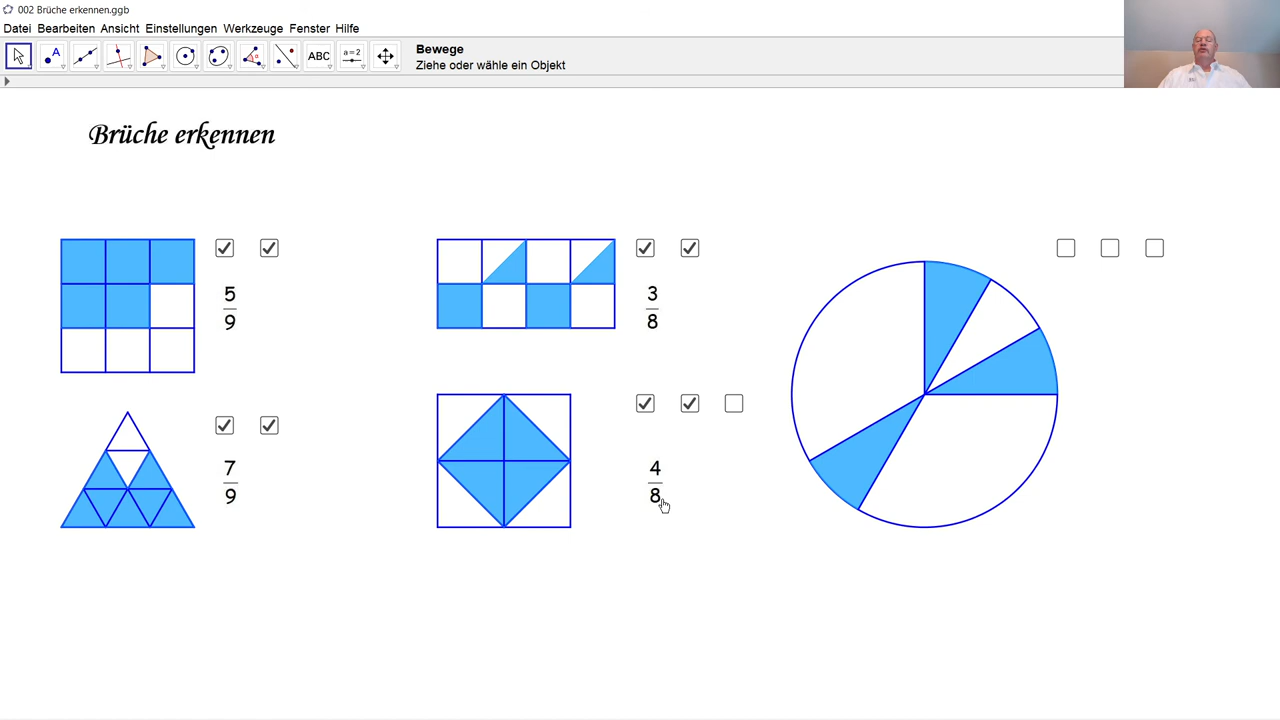 002 Brüche erkennen.ggb
Datei Bearbeiten Ansicht Einstellungen Werkzeuge Fenster Hilfe
A
ABC
a=2
Bewege
Ziehe oder wähle ein Objekt
Brüche erkennen
5
9
3
8
7
9
4
8